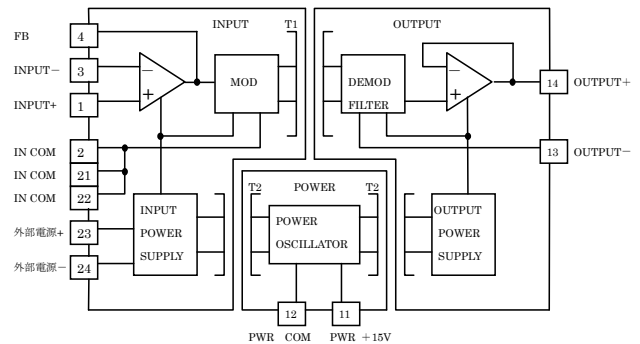 INPUT T1 OUTPUT
FB 4
INPUT− 3
INPUT+ 1
− +
MOD
DEMOD
FILTER
− +
14 OUTPUT+
13 OUTPUT−
IN COM 2
IN COM 21
IN COM 22
外部電源+ 23
外部電源− 24
INPUT
POWER
SUPPLY
T2 POWER T2
POWER
OSCILLATOR
OUTPUT
POWER
SUPPLY
12 11
PWR COM PWR +15V